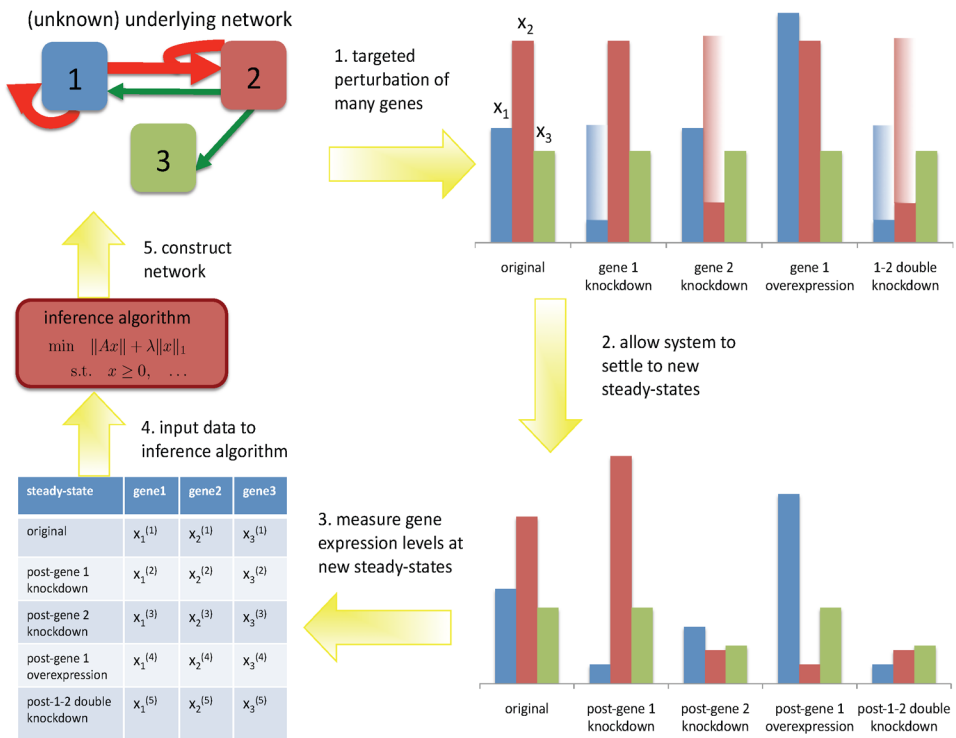 (unknown) underlying network
1
2
3
1. targeted
perturbation of
many genes
x₁
x₂
x₃
original
gene 1
knockdown
gene 2
knockdown
gene 1
overexpression
1-2 double
knockdown
2. allow system to
settle to new
steady-states
original
post-gene 1
knockdown
post-gene 2
knockdown
post-gene 1
overexpression
post-1-2 double
knockdown
3. measure gene
expression levels at
new steady-states
steady-state gene1 gene2 gene3
original x₁⁽¹⁾ x₂⁽¹⁾ x₃⁽¹⁾
post-gene 1
knockdown x₁⁽²⁾ x₂⁽²⁾ x₃⁽²⁾
post-gene 2
knockdown x₁⁽³⁾ x₂⁽³⁾ x₃⁽³⁾
post-gene 1
overexpression x₁⁽⁴⁾ x₂⁽⁴⁾ x₃⁽⁴⁾
post-1-2 double
knockdown x₁⁽⁵⁾ x₂⁽⁵⁾ x₃⁽⁵⁾
4. input data to
inference algorithm
inference algorithm
min ‖Ax‖ + λ‖x‖₁
s.t. x ≥ 0, …
5. construct
network